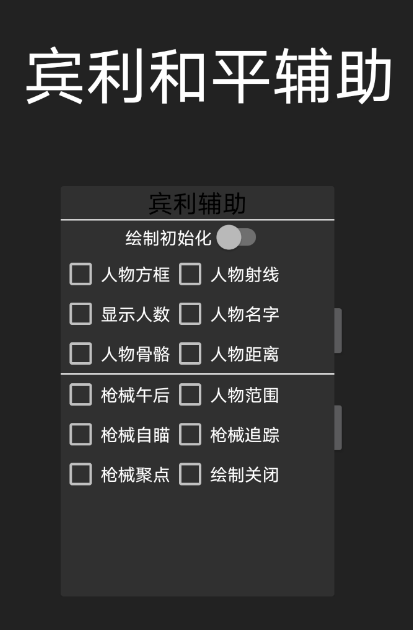 宾利和平辅助
宾利辅助
绘制初始化
人物方框 人物射线
显示人数 人物名字
人物骨骼 人物距离
枪械午后 人物范围
枪械自瞄 枪械追踪
枪械聚点 绘制关闭